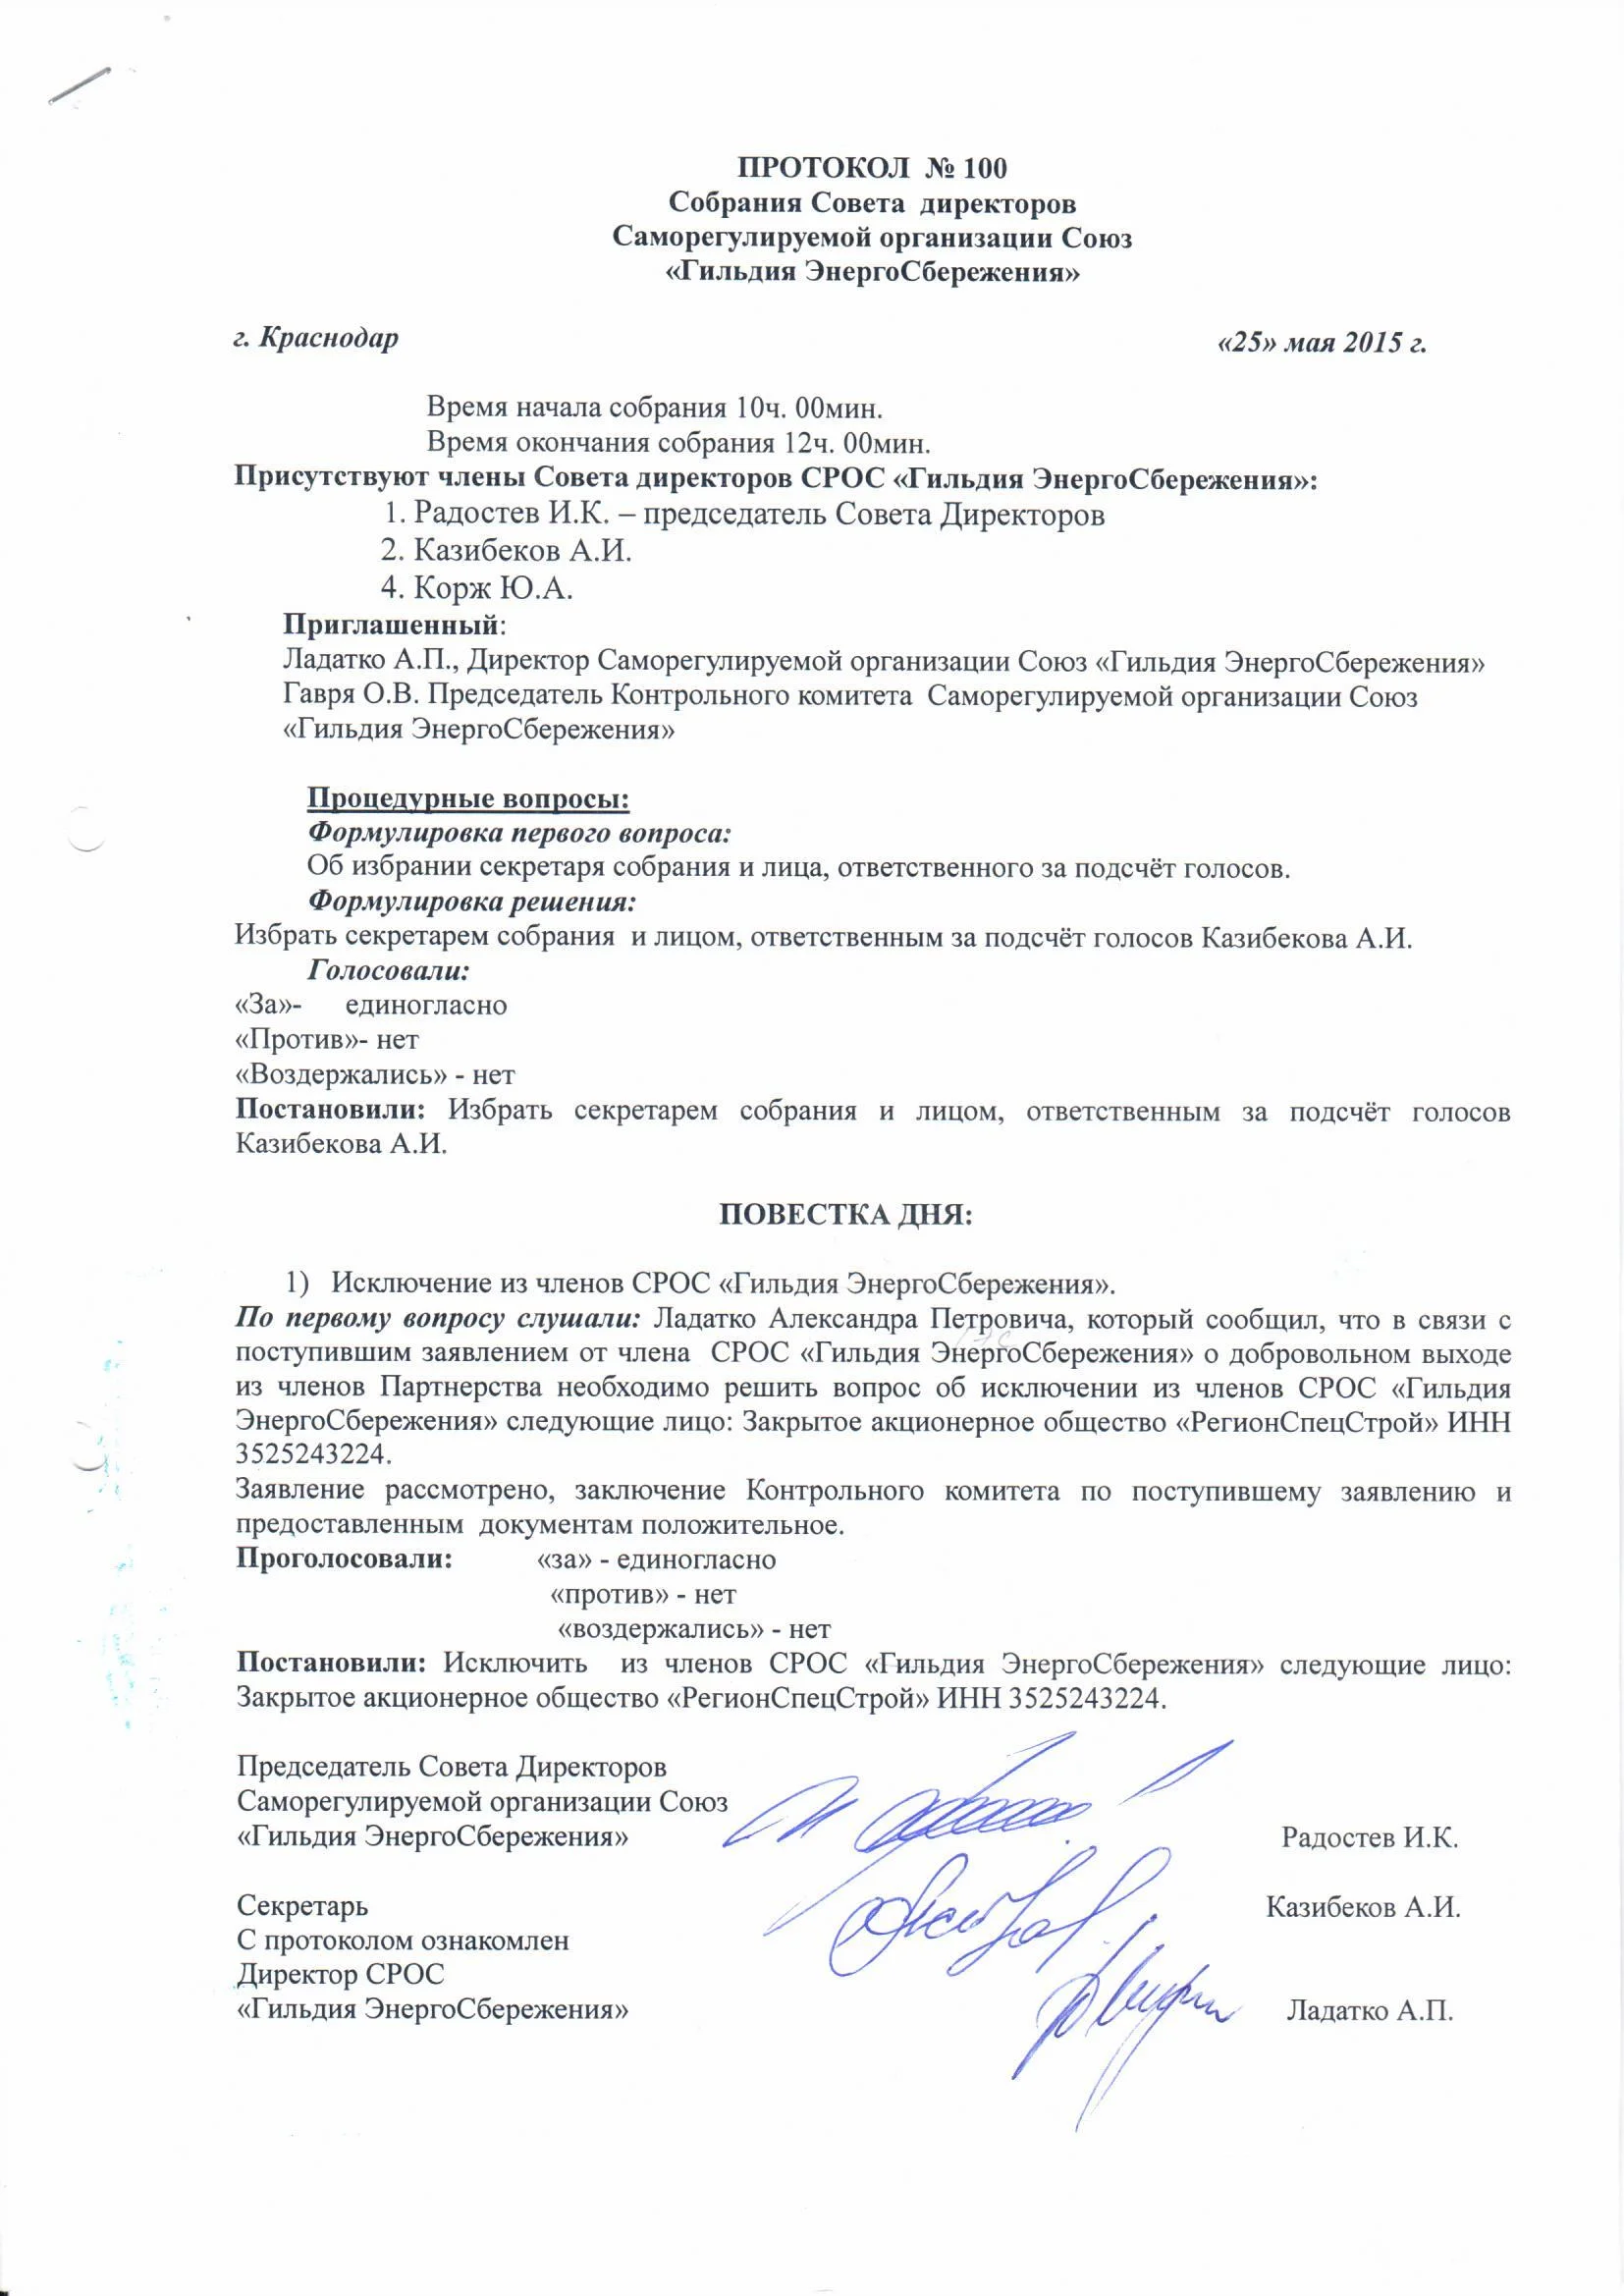 ПРОТОКОЛ № 100
Собрания Совета директоров
Саморегулируемой организации Союз
«Гильдия ЭнергоСбережения»
г. Краснодар «25» мая 2015 г.
Время начала собрания 10ч. 00мин.
Время окончания собрания 12ч. 00мин.
Присутствуют члены Совета директоров СРОС «Гильдия ЭнергоСбережения»:
1. Радостев И.К. – председатель Совета Директоров
2. Казибеков А.И.
4. Корж Ю.А.
Приглашенный:
Ладатко А.П., Директор Саморегулируемой организации Союз «Гильдия ЭнергоСбережения»
Гавря О.В. Председатель Контрольного комитета Саморегулируемой организации Союз
«Гильдия ЭнергоСбережения»
Процедурные вопросы:
Формулировка первого вопроса:
Об избрании секретаря собрания и лица, ответственного за подсчёт голосов.
Формулировка решения:
Избрать секретарем собрания и лицом, ответственным за подсчёт голосов Казибекова А.И.
Голосовали:
«За»- единогласно
«Против»- нет
«Воздержались» - нет
Постановили: Избрать секретарем собрания и лицом, ответственным за подсчёт голосов
Казибекова А.И.
ПОВЕСТКА ДНЯ:
1) Исключение из членов СРОС «Гильдия ЭнергоСбережения».
По первому вопросу слушали: Ладатко Александра Петровича, который сообщил, что в связи с
поступившим заявлением от члена СРОС «Гильдия ЭнергоСбережения» о добровольном выходе
из членов Партнерства необходимо решить вопрос об исключении из членов СРОС «Гильдия
ЭнергоСбережения» следующие лицо: Закрытое акционерное общество «РегионСпецСтрой» ИНН
3525243224.
Заявление рассмотрено, заключение Контрольного комитета по поступившему заявлению и
предоставленным документам положительное.
Проголосовали: «за» - единогласно
«против» - нет
«воздержались» - нет
Постановили: Исключить из членов СРОС «Гильдия ЭнергоСбережения» следующие лицо:
Закрытое акционерное общество «РегионСпецСтрой» ИНН 3525243224.
Председатель Совета Директоров
Саморегулируемой организации Союз
«Гильдия ЭнергоСбережения» Радостев И.К.
Секретарь Казибеков А.И.
С протоколом ознакомлен
Директор СРОС
«Гильдия ЭнергоСбережения» Ладатко А.П.